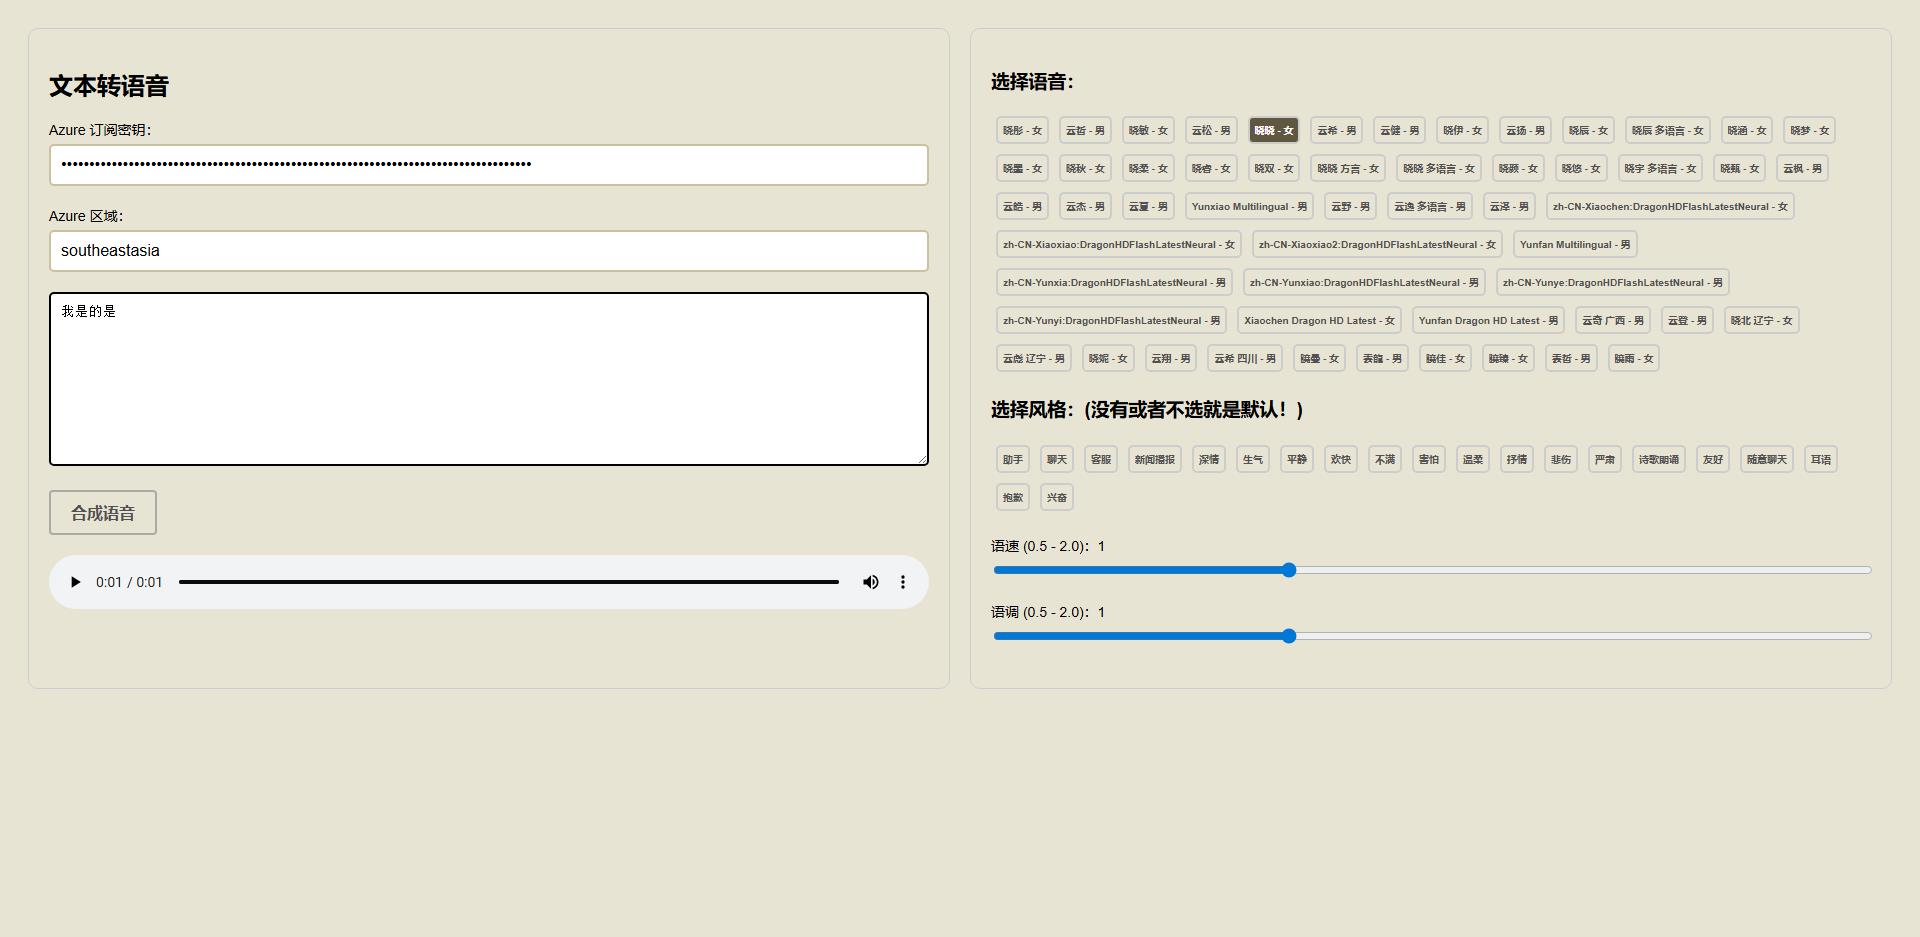 文本转语音
Azure 订阅密钥：
••••••••••••••••••••••••••••••••••••••••••••••••••••••••••••••••••••••••••••••••••••
Azure 区域：
southeastasia
我是的是
合成语音
0:01 / 0:01
选择语音：
晓彤 - 女 云哲 - 男 晓敏 - 女 云松 - 男 晓晓 - 女 云希 - 男 云健 - 男 晓伊 - 女 云扬 - 男 晓辰 - 女 晓辰 多语言 - 女 晓涵 - 女 晓梦 - 女
晓墨 - 女 晓秋 - 女 晓柔 - 女 晓睿 - 女 晓双 - 女 晓晓 方言 - 女 晓晓 多语言 - 女 晓颜 - 女 晓悠 - 女 晓宇 多语言 - 女 晓甄 - 女 云枫 - 男
云皓 - 男 云杰 - 男 云夏 - 男 Yunxiao Multilingual - 男 云野 - 男 云逸 多语言 - 男 云泽 - 男 zh-CN-Xiaochen:DragonHDFlashLatestNeural - 女
zh-CN-Xiaoxiao:DragonHDFlashLatestNeural - 女 zh-CN-Xiaoxiao2:DragonHDFlashLatestNeural - 女 Yunfan Multilingual - 男
zh-CN-Yunxia:DragonHDFlashLatestNeural - 男 zh-CN-Yunxiao:DragonHDFlashLatestNeural - 男 zh-CN-Yunye:DragonHDFlashLatestNeural - 男
zh-CN-Yunyi:DragonHDFlashLatestNeural - 男 Xiaochen Dragon HD Latest - 女 Yunfan Dragon HD Latest - 男 云奇 广西 - 男 云登 - 男 晓北 辽宁 - 女
云彪 辽宁 - 男 晓妮 - 女 云翔 - 男 云希 四川 - 男 曉曼 - 女 雲龍 - 男 曉佳 - 女 曉臻 - 女 雲哲 - 男 曉雨 - 女
选择风格：(没有或者不选就是默认！)
助手 聊天 客服 新闻播报 深情 生气 平静 欢快 不满 害怕 温柔 抒情 悲伤 严肃 诗歌朗诵 友好 随意聊天 耳语
抱歉 兴奋
语速 (0.5 - 2.0)：1
语调 (0.5 - 2.0)：1